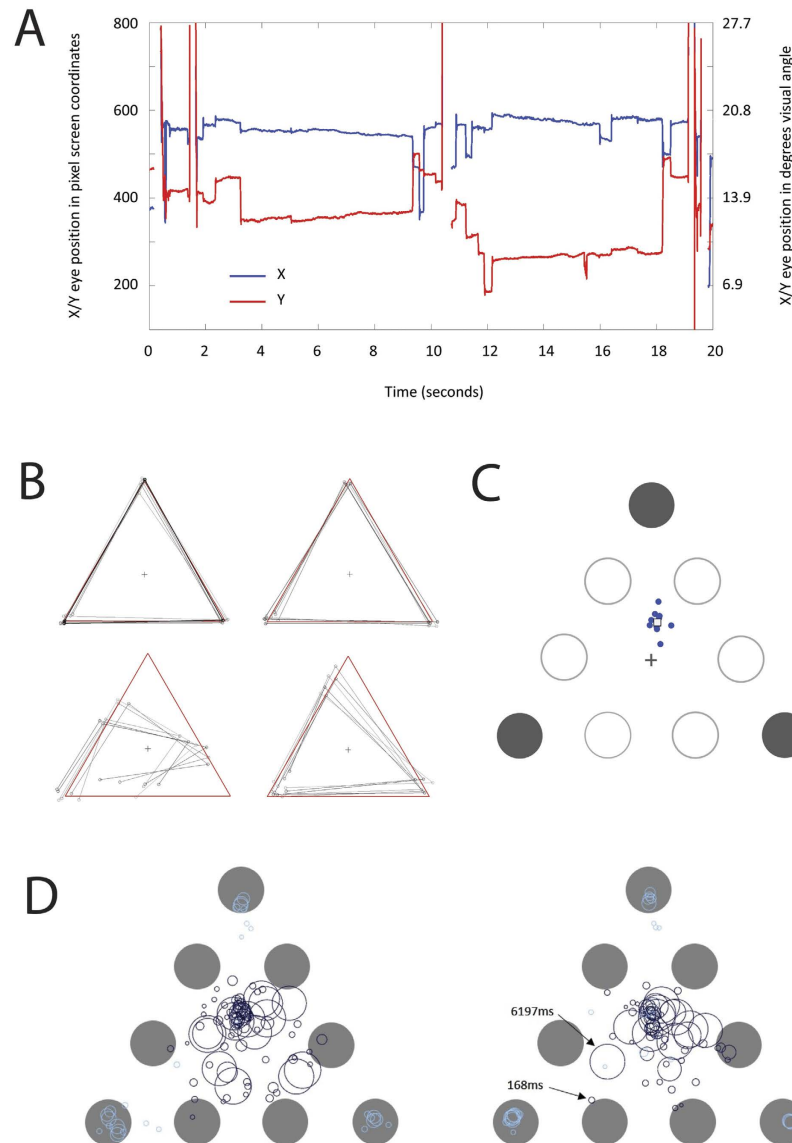 A
X/Y eye position in pixel screen coordinates
800
600
400
200
27.7
20.8
13.9
6.9
X/Y eye position in degrees visual angle
X
Y
0 2 4 6 8 10 12 14 16 18 20
Time (seconds)
B
C
D
6197ms
168ms